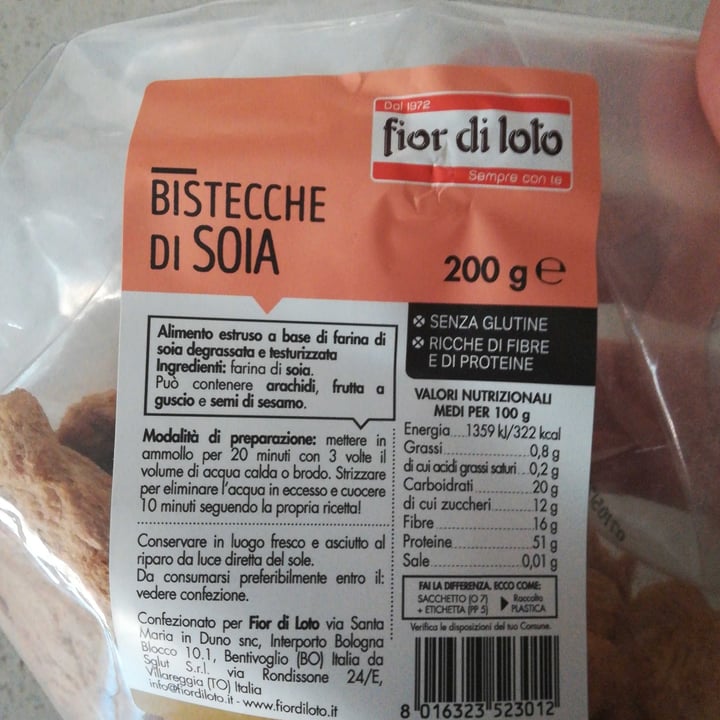 Dal 1972
fior di loto
Sempre con te
BISTECCHE
DI SOIA
200 g ℮
SENZA GLUTINE
RICCHE DI FIBRE
E DI PROTEINE
Alimento estruso a base di farina di
soia degrassata e testurizzata
Ingredienti: farina di soia.
Può contenere arachidi, frutta a
guscio e semi di sesamo.
Modalità di preparazione: mettere in
ammollo per 20 minuti con 3 volte il
volume di acqua calda o brodo. Strizzare
per eliminare l'acqua in eccesso e cuocere
10 minuti seguendo la propria ricetta!
Conservare in luogo fresco e asciutto al
riparo da luce diretta del sole.
Da consumarsi preferibilmente entro il:
vedere confezione.
Confezionato per Fior di Loto via Santa
Maria in Duno snc, Interporto Bologna
Blocco 10.1, Bentivoglio (BO) Italia da
Salut S.r.l. via Rondissone 24/E,
Villareggia (TO) Italia
info@fiordiloto.it - www.fiordiloto.it
VALORI NUTRIZIONALI
MEDI PER 100 g
Energia....1359 kJ/322 kcal
Grassi 0,8 g
di cui acidi grassi saturi...0,2 g
Carboidrati 20 g
di cui zuccheri 12 g
Fibre 16 g
Proteine 51 g
Sale 0,01 g
FAI LA DIFFERENZA, ECCO COME:
SACCHETTO (O 7)
+ ETICHETTA (PP 5)
Raccolta
PLASTICA
Verifica le disposizioni del tuo Comune.
8 016323 523012